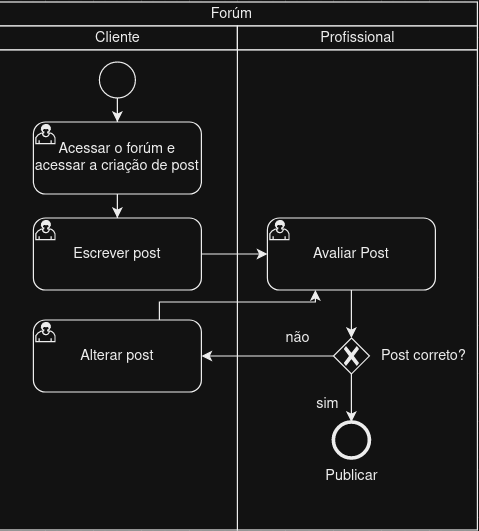 Forúm
Cliente
Profissional
Acessar o forúm e
acessar a criação de post
Escrever post
Avaliar Post
não
Alterar post
Post correto?
sim
Publicar